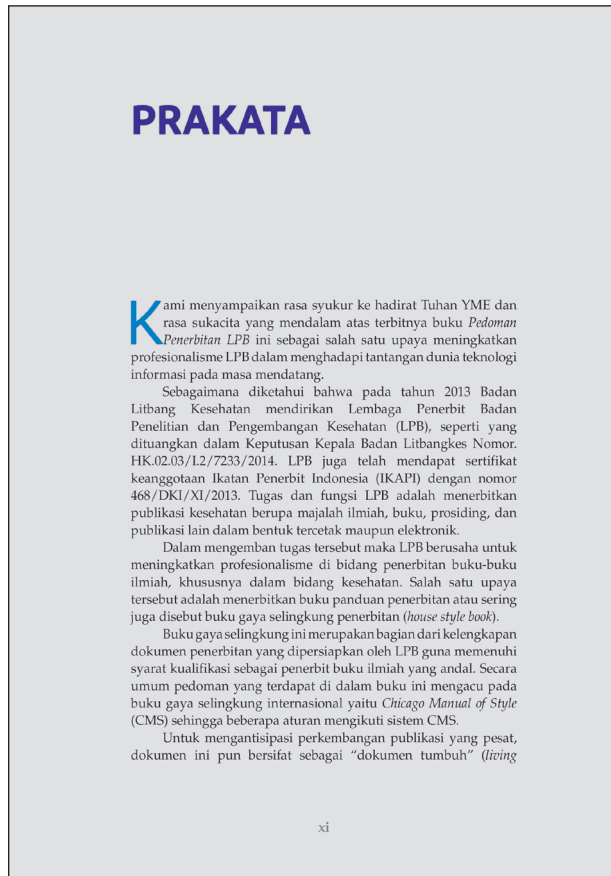 PRAKATA
Kami menyampaikan rasa syukur ke hadirat Tuhan YME dan
rasa sukacita yang mendalam atas terbitnya buku Pedoman
Penerbitan LPB ini sebagai salah satu upaya meningkatkan
profesionalisme LPB dalam menghadapi tantangan dunia teknologi
informasi pada masa mendatang.
Sebagaimana diketahui bahwa pada tahun 2013 Badan
Litbang Kesehatan mendirikan Lembaga Penerbit Badan
Penelitian dan Pengembangan Kesehatan (LPB), seperti yang
dituangkan dalam Keputusan Kepala Badan Litbangkes Nomor.
HK.02.03/I.2/7233/2014. LPB juga telah mendapat sertifikat
keanggotaan Ikatan Penerbit Indonesia (IKAPI) dengan nomor
468/DKI/XI/2013. Tugas dan fungsi LPB adalah menerbitkan
publikasi kesehatan berupa majalah ilmiah, buku, prosiding, dan
publikasi lain dalam bentuk tercetak maupun elektronik.
Dalam mengemban tugas tersebut maka LPB berusaha untuk
meningkatkan profesionalisme di bidang penerbitan buku-buku
ilmiah, khususnya dalam bidang kesehatan. Salah satu upaya
tersebut adalah menerbitkan buku panduan penerbitan atau sering
juga disebut buku gaya selingkung penerbitan (house style book).
Buku gaya selingkung ini merupakan bagian dari kelengkapan
dokumen penerbitan yang dipersiapkan oleh LPB guna memenuhi
syarat kualifikasi sebagai penerbit buku ilmiah yang andal. Secara
umum pedoman yang terdapat di dalam buku ini mengacu pada
buku gaya selingkung internasional yaitu Chicago Manual of Style
(CMS) sehingga beberapa aturan mengikuti sistem CMS.
Untuk mengantisipasi perkembangan publikasi yang pesat,
dokumen ini pun bersifat sebagai “dokumen tumbuh” (living
xi